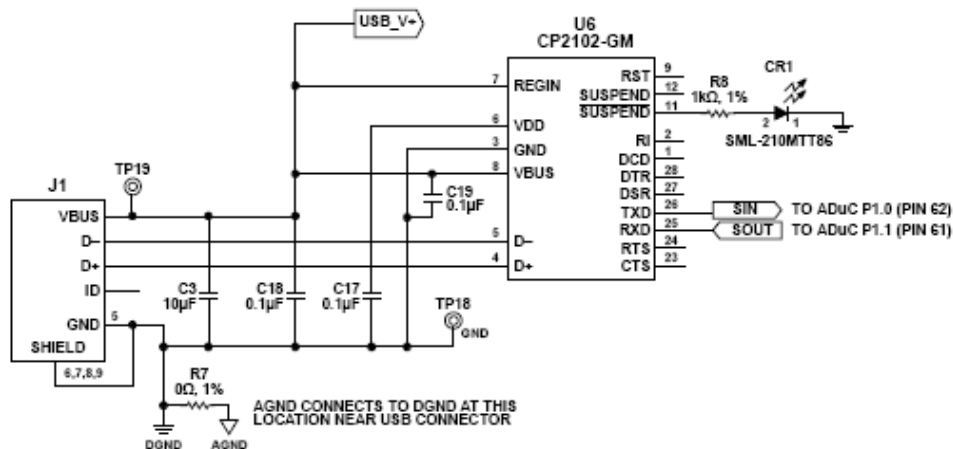 USB_V+
U6
CP2102-GM
7 REGIN
6 VDD
3 GND
8 VBUS
5 D–
4 D+
RST 9
SUSPEND 12
SUSPEND 11
RI 2
DCD 1
DTR 28
DSR 27
TXD 26
RXD 25
RTS 24
CTS 23
R8
1kΩ, 1%
CR1
2 1
SML-210MTT86
SIN TO ADuC P1.0 (PIN 62)
SOUT TO ADuC P1.1 (PIN 61)
TP19
J1
VBUS
D–
D+
ID
GND 5
SHIELD
6,7,8,9
C19
0.1µF
C3
10µF
C18
0.1µF
C17
0.1µF
TP18
GND
R7
0Ω, 1%
AGND CONNECTS TO DGND AT THIS
LOCATION NEAR USB CONNECTOR
DGND
AGND